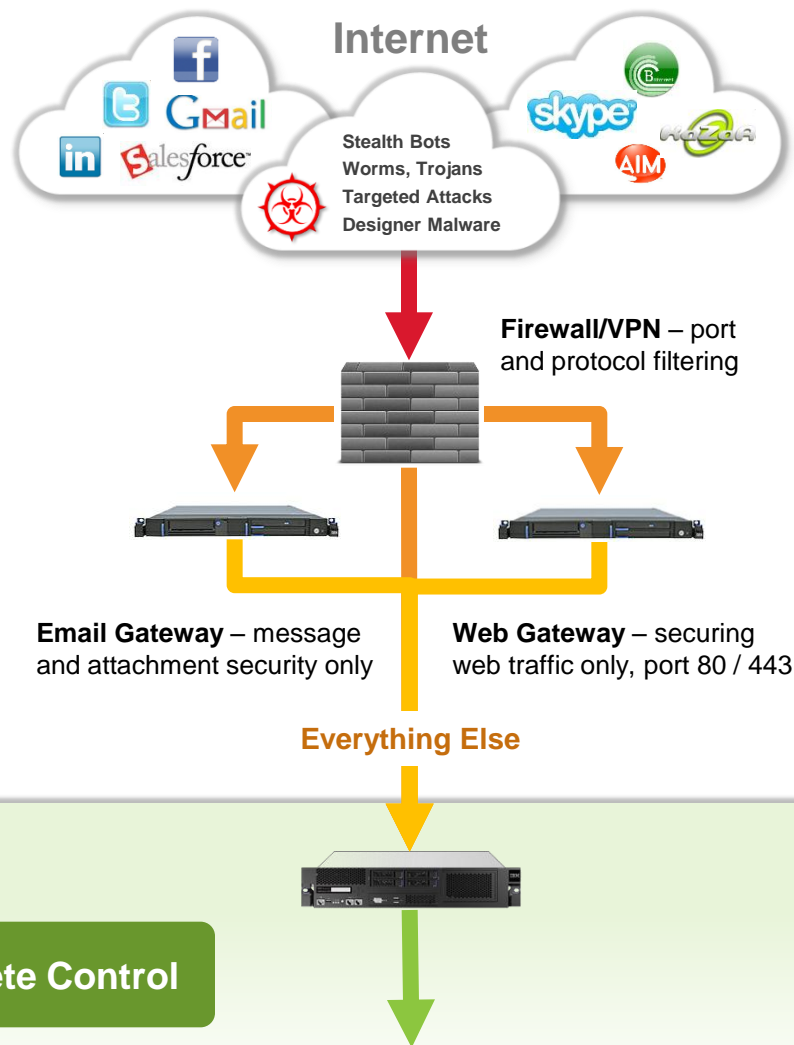 Internet
f
t
GMail
in
Salesforce
skype
B
KaZaA
AIM
Stealth Bots
Worms, Trojans
Targeted Attacks
Designer Malware
Firewall/VPN – port
and protocol filtering
Email Gateway – message
and attachment security only
Web Gateway – securing
web traffic only, port 80 / 443
Everything Else
ete Control